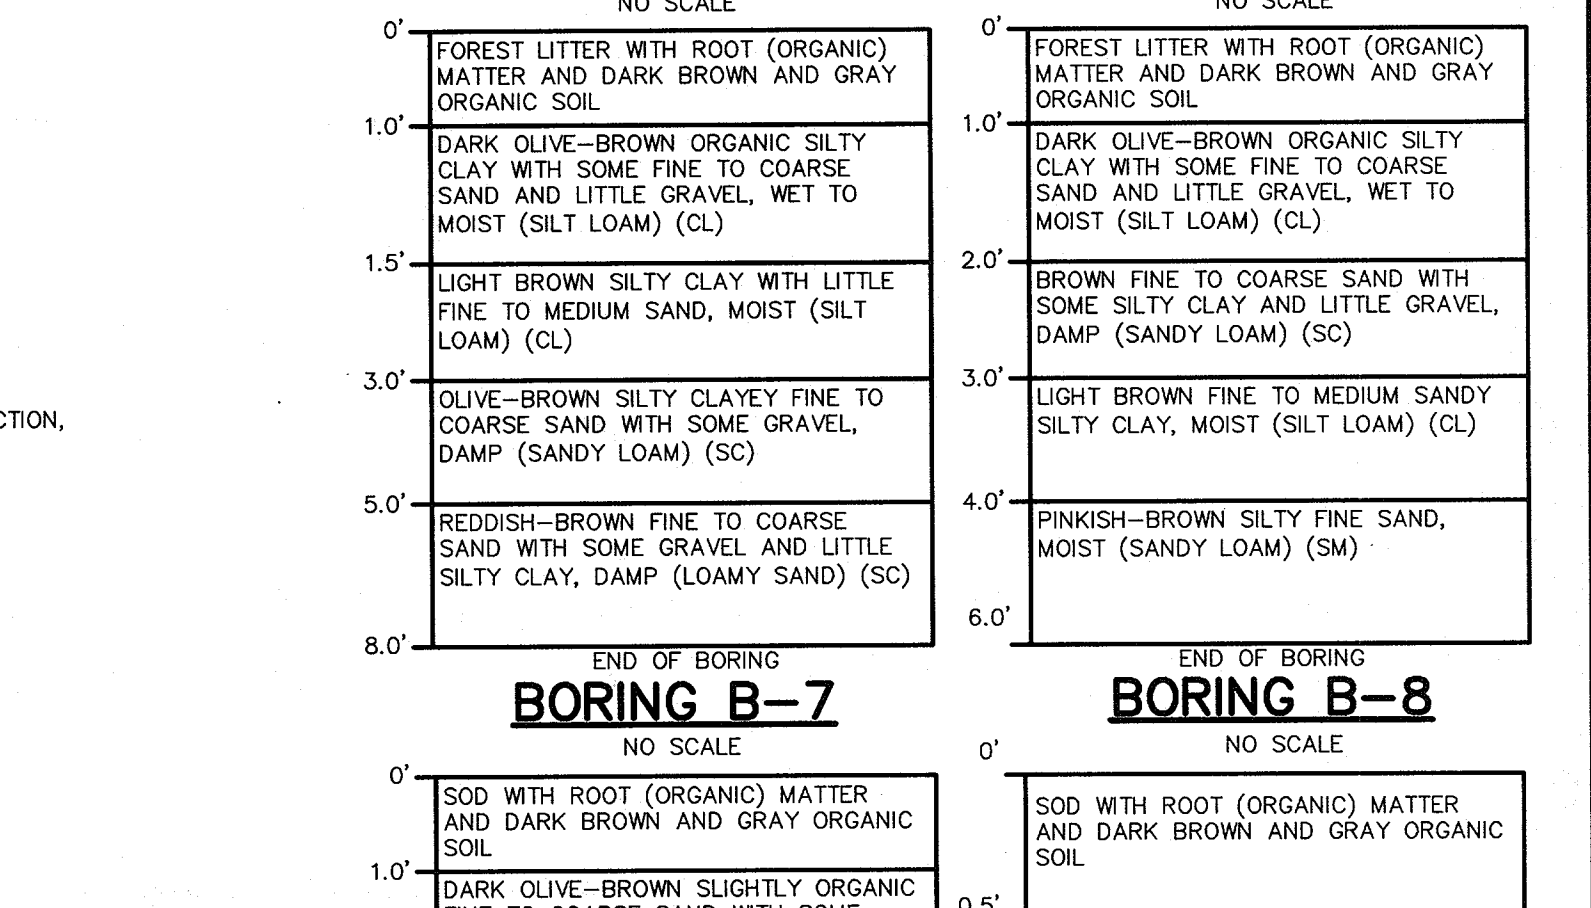 NO SCALE
0'
FOREST LITTER WITH ROOT (ORGANIC)
MATTER AND DARK BROWN AND GRAY
ORGANIC SOIL
1.0'
DARK OLIVE–BROWN ORGANIC SILTY
CLAY WITH SOME FINE TO COARSE
SAND AND LITTLE GRAVEL, WET TO
MOIST (SILT LOAM) (CL)
1.5'
LIGHT BROWN SILTY CLAY WITH LITTLE
FINE TO MEDIUM SAND, MOIST (SILT
LOAM) (CL)
3.0'
OLIVE–BROWN SILTY CLAYEY FINE TO
COARSE SAND WITH SOME GRAVEL,
DAMP (SANDY LOAM) (SC)
5.0'
REDDISH–BROWN FINE TO COARSE
SAND WITH SOME GRAVEL AND LITTLE
SILTY CLAY, DAMP (LOAMY SAND) (SC)
8.0'
END OF BORING
NO SCALE
0'
FOREST LITTER WITH ROOT (ORGANIC)
MATTER AND DARK BROWN AND GRAY
ORGANIC SOIL
1.0'
DARK OLIVE–BROWN ORGANIC SILTY
CLAY WITH SOME FINE TO COARSE
SAND AND LITTLE GRAVEL, WET TO
MOIST (SILT LOAM) (CL)
2.0'
BROWN FINE TO COARSE SAND WITH
SOME SILTY CLAY AND LITTLE GRAVEL,
DAMP (SANDY LOAM) (SC)
3.0'
LIGHT BROWN FINE TO MEDIUM SANDY
SILTY CLAY, MOIST (SILT LOAM) (CL)
4.0'
PINKISH–BROWN SILTY FINE SAND,
MOIST (SANDY LOAM) (SM)
6.0'
END OF BORING
CTION,
BORING B–7
NO SCALE
0'
SOD WITH ROOT (ORGANIC) MATTER
AND DARK BROWN AND GRAY ORGANIC
SOIL
1.0'
DARK OLIVE–BROWN SLIGHTLY ORGANIC
FINE TO COARSE SAND WITH SOME
BORING B–8
NO SCALE
0'
SOD WITH ROOT (ORGANIC) MATTER
AND DARK BROWN AND GRAY ORGANIC
SOIL
0.5'